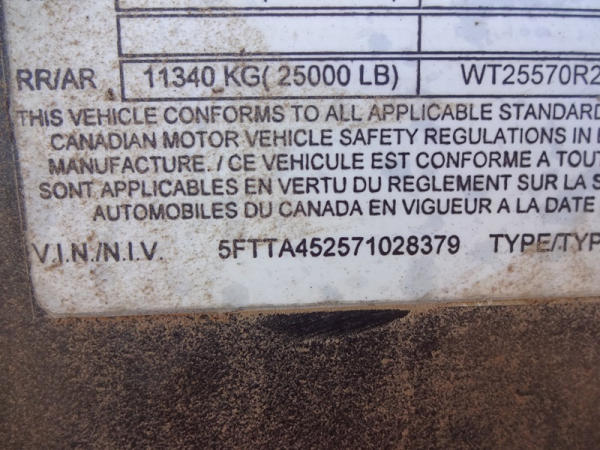 RR/AR 11340 KG( 25000 LB) WT25570R2
THIS VEHICLE CONFORMS TO ALL APPLICABLE STANDARD
CANADIAN MOTOR VEHICLE SAFETY REGULATIONS IN
MANUFACTURE. / CE VEHICULE EST CONFORME A TOUT
SONT APPLICABLES EN VERTU DU REGLEMENT SUR LA S
AUTOMOBILES DU CANADA EN VIGUEUR A LA DATE
V.I.N./N.I.V. 5FTTA452571028379 TYPE/TYP